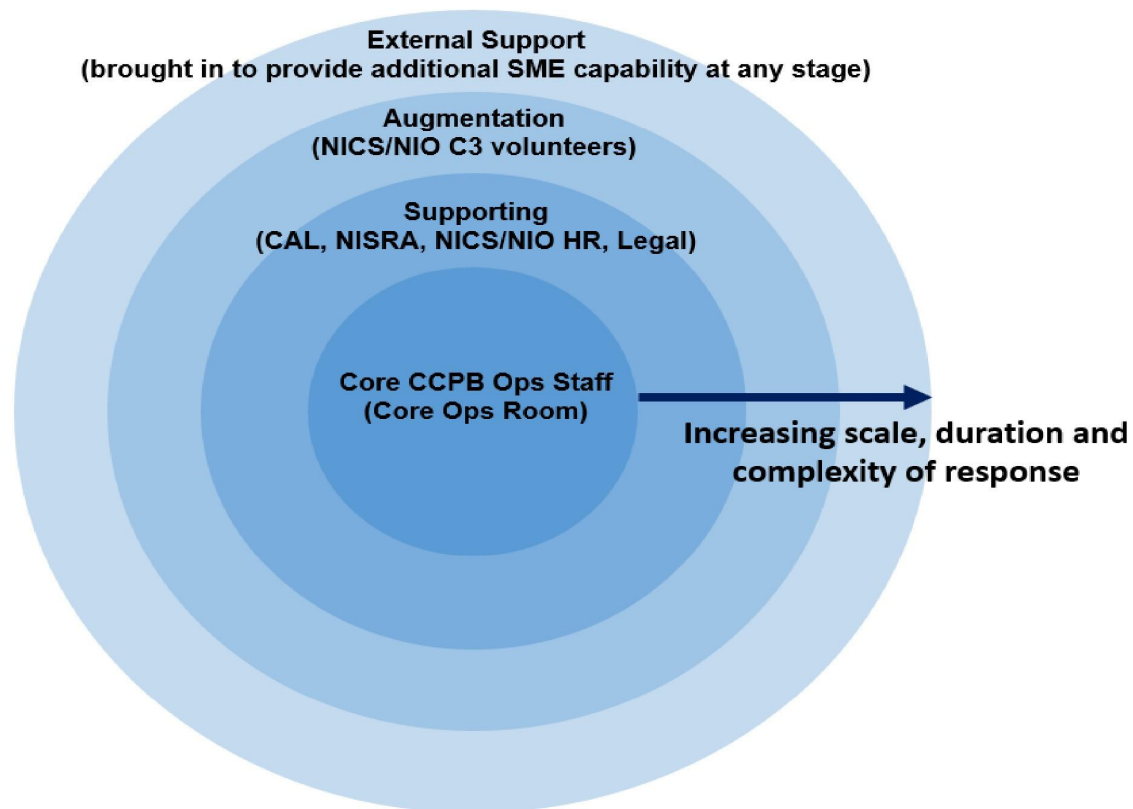 External Support
(brought in to provide additional SME capability at any stage)
Augmentation
(NICS/NIO C3 volunteers)
Supporting
(CAL, NISRA, NICS/NIO HR, Legal)
Core CCPB Ops Staff
(Core Ops Room)
Increasing scale, duration and
complexity of response